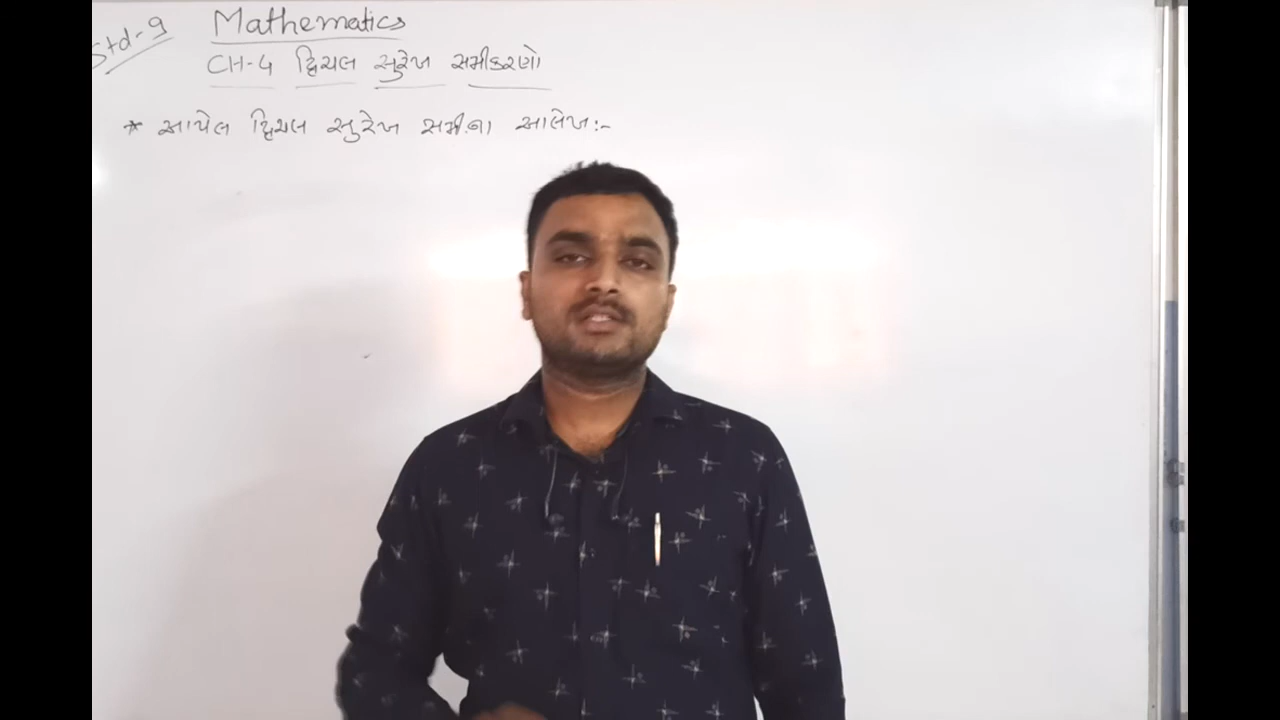 Std-9
Mathematics
CH-4 દ્વિચલ સુરેખ સમીકરણો
* આપેલ દ્વિચલ સુરેખ સમી.ના આલેખ:-